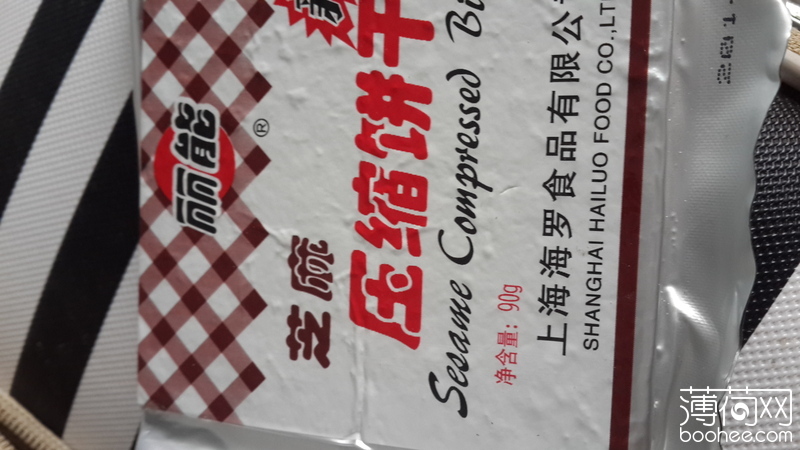 丽能
®
芝麻
压缩饼干
Sesame Compressed Bi
净含量：90g
上海海罗食品有限公
SHANGHAI HAILUO FOOD CO.,LT
薄荷网
boohee.com